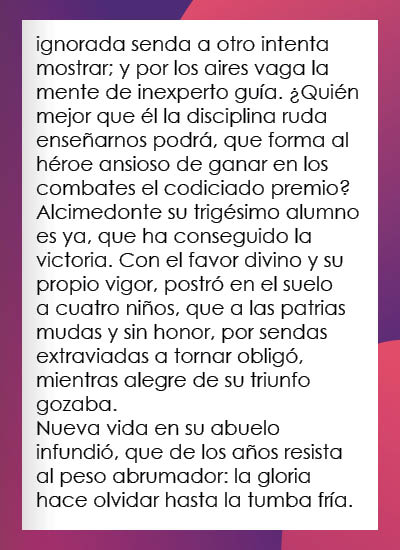 ignorada senda a otro intenta
mostrar; y por los aires vaga la
mente de inexperto guía. ¿Quién
mejor que él la disciplina ruda
enseñarnos podrá, que forma al
héroe ansioso de ganar en los
combates el codiciado premio?
Alcimedonte su trigésimo alumno
es ya, que ha conseguido la
victoria. Con el favor divino y su
propio vigor, postró en el suelo
a cuatro niños, que a las patrias
mudas y sin honor, por sendas
extraviadas a tornar obligó,
mientras alegre de su triunfo
gozaba.
Nueva vida en su abuelo
infundió, que de los años resista
al peso abrumador: la gloria
hace olvidar hasta la tumba fría.